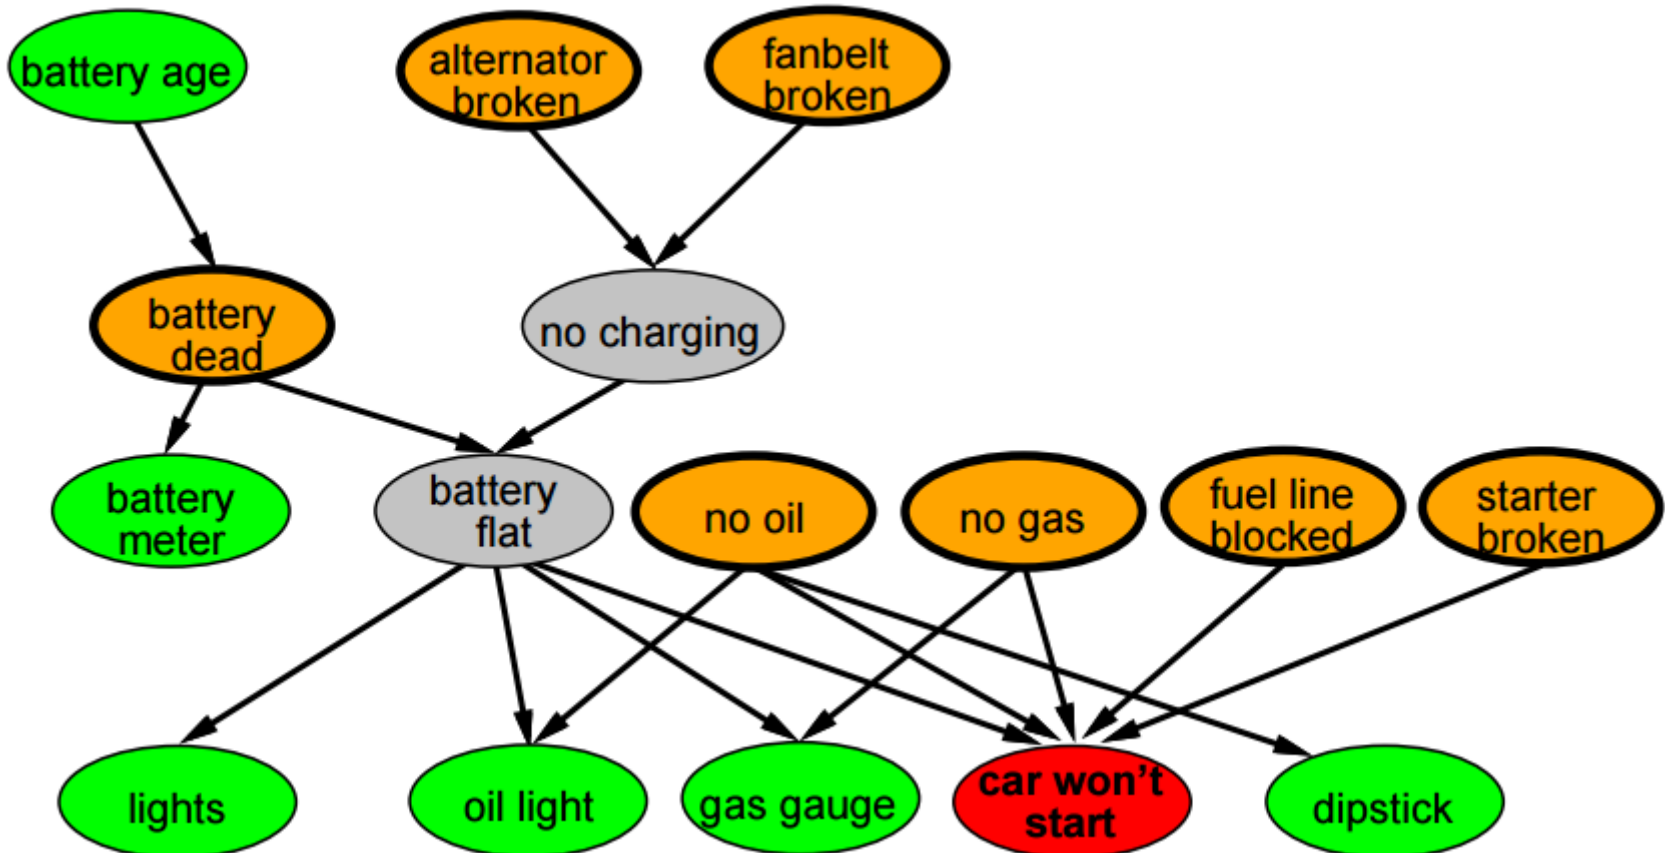 battery age
alternator
broken
fanbelt
broken
battery
dead
no charging
battery
meter
battery
flat
no oil
no gas
fuel line
blocked
starter
broken
lights
oil light
gas gauge
car won’t
start
dipstick